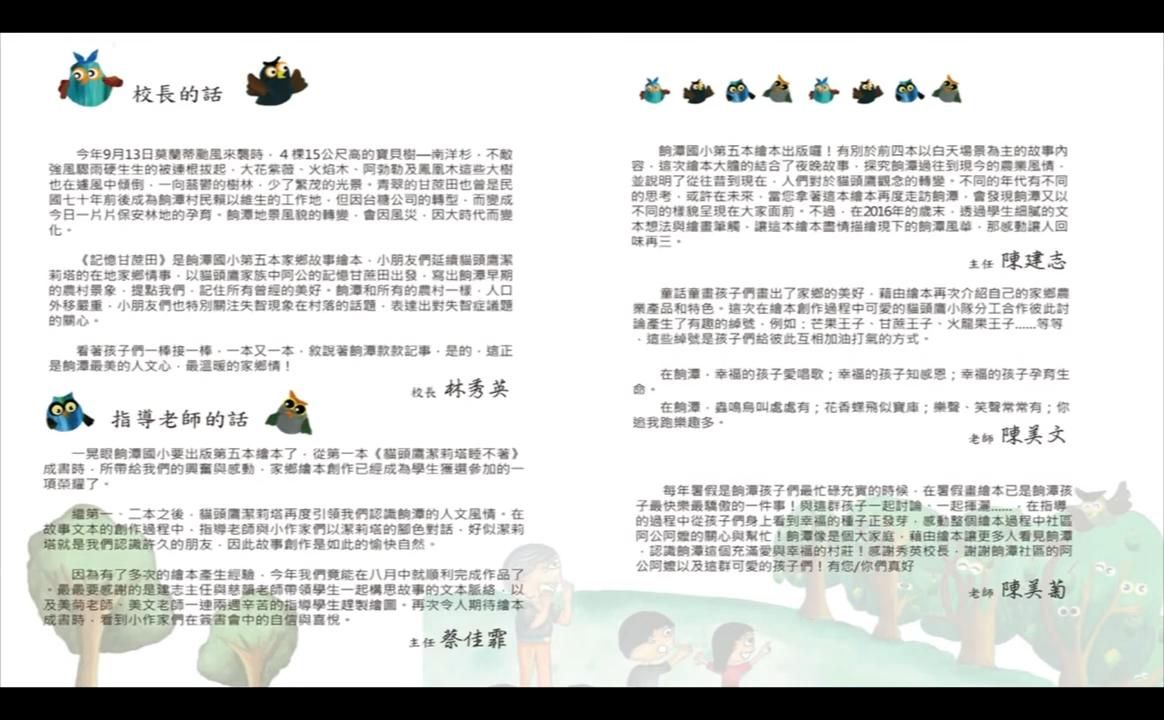 校長的話
今年9月13日莫蘭蒂颱風來襲時，４棵15公尺高的寶貝樹—南洋杉，不敵
強風驟雨硬生生的被連根拔起，大花紫薇、火焰木、阿勃勒及鳳凰木這些大樹
也在遽風中傾倒，一向蓊鬱的樹林，少了繁茂的光景。青翠的甘蔗田也曾是民
國七十年前後成為餉潭村民賴以維生的工作地，但因台糖公司的轉型，而變成
今日一片片保安林地的孕育。餉潭地景風貌的轉變，會因風災，因大時代而變
化。
《記憶甘蔗田》是餉潭國小第五本家鄉故事繪本，小朋友們延續貓頭鷹潔
莉塔的在地家鄉情事，以貓頭鷹家族中阿公的記憶甘蔗田出發，寫出餉潭早期
的農村景象，提點我們，記住所有曾經的美好。餉潭和所有的農村一樣，人口
外移嚴重，小朋友們也特別關注失智現象在村落的話題，表達出對失智症議題
的關心。
看著孩子們一棒接一棒，一本又一本，敘說著餉潭款款記事，是的，這正
是餉潭最美的人文心，最溫暖的家鄉情！
校長 林秀英
指導老師的話
一晃眼餉潭國小要出版第五本繪本了，從第一本《貓頭鷹潔莉塔睡不著》
成書時，所帶給我們的興奮與感動，家鄉繪本創作已經成為學生獲選參加的一
項榮耀了。
繼第一、二本之後，貓頭鷹潔莉塔再度引領我們認識餉潭的人文風情。在
故事文本的創作過程中，指導老師與小作家們以潔莉塔的腳色對話，好似潔莉
塔就是我們認識許久的朋友，因此故事創作是如此的愉快自然。
因為有了多次的繪本產生經驗，今年我們竟能在八月中就順利完成作品了
。最最要感謝的是建志主任與慈韻老師帶領學生一起構思故事的文本脈絡，以
及美菊老師、美文老師一連兩週辛苦的指導學生趕製繪圖。再次令人期待繪本
成書時，看到小作家們在簽書會中的自信與喜悅。
主任 蔡佳霏
餉潭國小第五本繪本出版囉！有別於前四本以白天場景為主的故事內
容，這次繪本大膽的結合了夜晚故事，探究餉潭過往到現今的農業風情，
並說明了從往昔到現在，人們對於貓頭鷹觀念的轉變。不同的年代有不同
的思考，或許在未來，當您拿著這本繪本再度走訪餉潭，會發現餉潭又以
不同的樣貌呈現在大家面前。不過，在2016年的歲末，透過學生細膩的文
本想法與繪畫筆觸，讓這本繪本盡情描繪現下的餉潭風華，那感動讓人回
味再三。
主任 陳建志
童話童畫孩子們畫出了家鄉的美好，藉由繪本再次介紹自己的家鄉農
業產品和特色。這次在繪本創作過程中可愛的貓頭鷹小隊分工合作彼此討
論產生了有趣的綽號，例如：芒果王子、甘蔗王子、火龍果王子......等等
，這些綽號是孩子們給彼此互相加油打氣的方式。
在餉潭，幸福的孩子愛唱歌；幸福的孩子知感恩；幸福的孩子孕育生
命。
在餉潭，蟲鳴鳥叫處處有；花香蝶飛似寶庫；樂聲、笑聲常常有；你
追我跑樂趣多。
老師 陳美文
每年暑假是餉潭孩子們最忙碌充實的時候，在暑假畫繪本已是餉潭孩
子最快樂最驕傲的一件事！與這群孩子一起討論、一起揮灑......，在指導
的過程中從孩子們身上看到幸福的種子正發芽，感動整個繪本過程中社區
阿公阿嬤的關心與幫忙！餉潭像是個大家庭，藉由繪本讓更多人看見餉潭
，認識餉潭這個充滿愛與幸福的村莊！感謝秀英校長，謝謝餉潭社區的阿
公阿嬤以及這群可愛的孩子們！有您/你們真好
老師 陳美菊